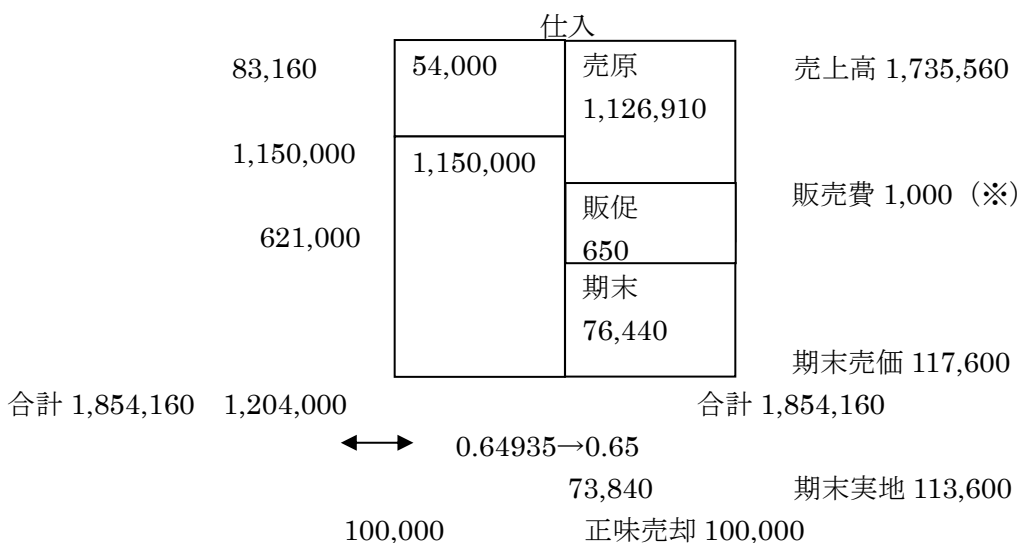 仕入
83,160 54,000 売原 売上高 1,735,560
1,126,910
1,150,000 1,150,000
販売費 1,000（※）
販促
621,000 650
期末
76,440
期末売価 117,600
合計 1,854,160 1,204,000 合計 1,854,160
0.64935→0.65
73,840 期末実地 113,600
100,000 正味売却 100,000